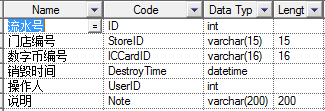 Name Code Data Typ Lengt
流水号 = ID int
门店编号 StoreID varchar(15) 15
数字币编号 ICCardID varchar(16) 16
销毁时间 DestroyTime datetime
操作人 UserID int
说明 Note varchar(200) 200